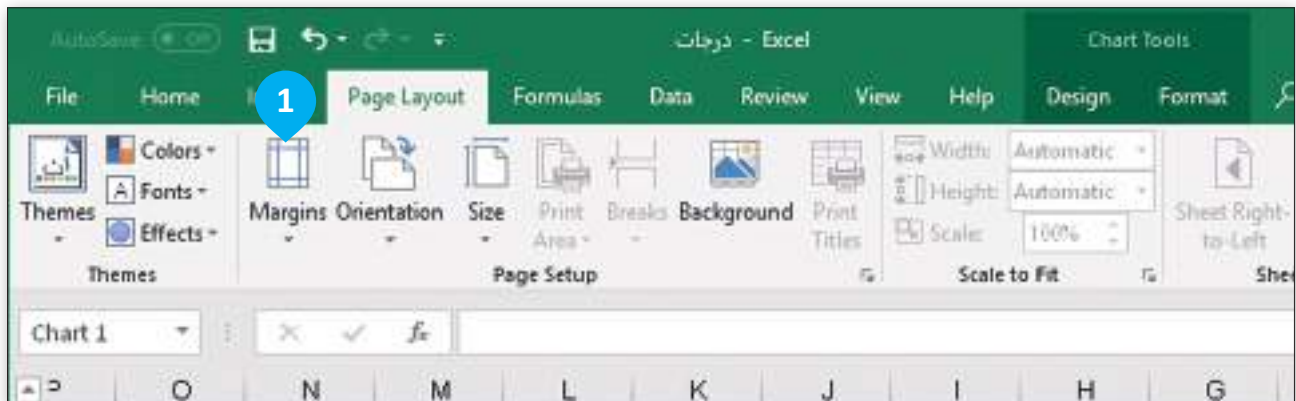 AutoSave Off درجات - Excel Chart Tools
File Home 1 Page Layout Formulas Data Review View Help Design Format
Themes Colors Fonts Effects
Margins Orientation Size Print Area Breaks Background Print Titles
Width: Automatic
Height: Automatic
Scale: 100%
Sheet Right-to-Left
Themes Page Setup Scale to Fit
Chart 1 fx
O N M L K J I H G